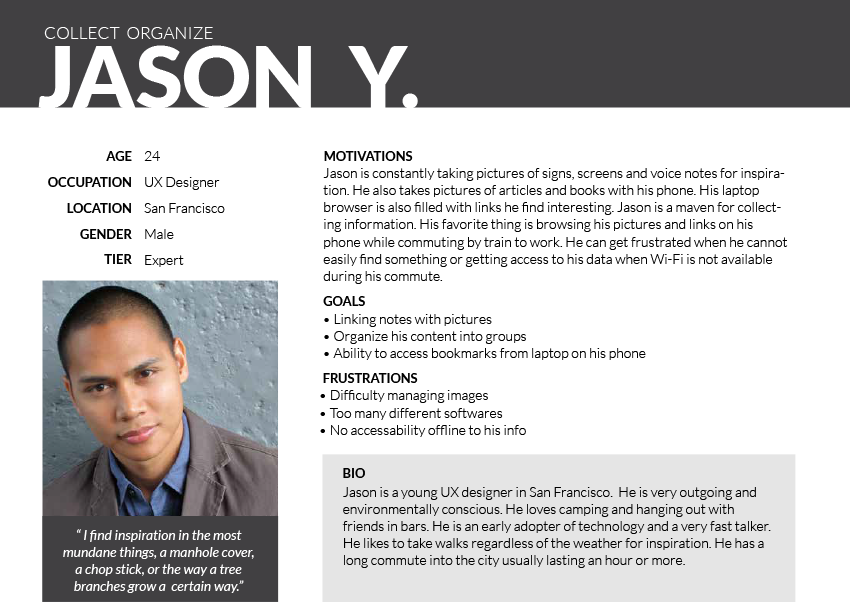 COLLECT ORGANIZE
JASON Y.
AGE 24
OCCUPATION UX Designer
LOCATION San Francisco
GENDER Male
TIER Expert
“ I find inspiration in the most
mundane things, a manhole cover,
a chop stick, or the way a tree
branches grow a certain way.”
MOTIVATIONS
Jason is constantly taking pictures of signs, screens and voice notes for inspira-
tion. He also takes pictures of articles and books with his phone. His laptop
browser is also filled with links he find interesting. Jason is a maven for collect-
ing information. His favorite thing is browsing his pictures and links on his
phone while commuting by train to work. He can get frustrated when he cannot
easily find something or getting access to his data when Wi-Fi is not available
during his commute.
GOALS
• Linking notes with pictures
• Organize his content into groups
• Ability to access bookmarks from laptop on his phone
FRUSTRATIONS
• Difficulty managing images
• Too many different softwares
• No accessability offline to his info
BIO
Jason is a young UX designer in San Francisco. He is very outgoing and
environmentally conscious. He loves camping and hanging out with
friends in bars. He is an early adopter of technology and a very fast talker.
He likes to take walks regardless of the weather for inspiration. He has a
long commute into the city usually lasting an hour or more.